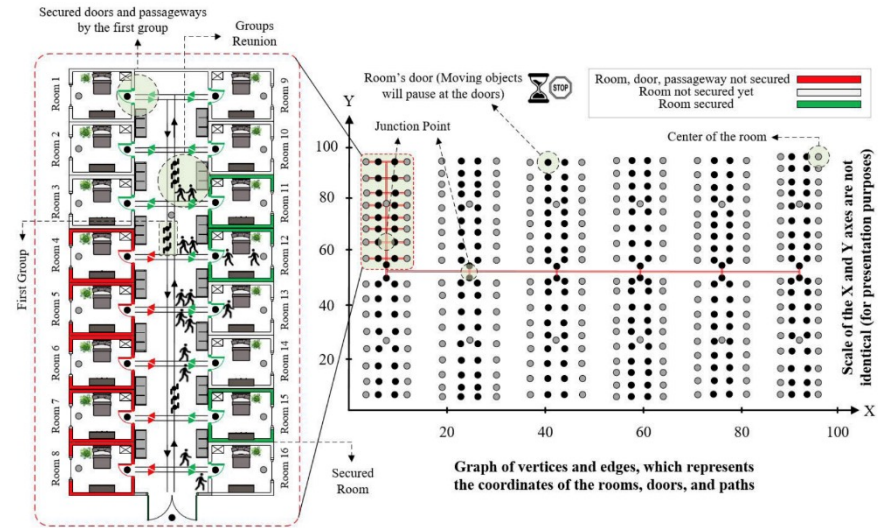 Secured doors and passageways
by the first group
Groups
Reunion
Room 1
Room 2
Room 3
Room 4
Room 5
Room 6
Room 7
Room 8
Room 9
Room 10
Room 11
Room 12
Room 13
Room 14
Room 15
Room 16
First Group
Secured
Room
Room's door (Moving objects
will pause at the doors)
STOP
Junction Point
Room, door, passageway not secured
Room not secured yet
Room secured
Center of the room
Y
100
80
60
40
20
20
40
60
80
100
X
Scale of the X and Y axes are not
identical (for presentation purposes)
Graph of vertices and edges, which represents
the coordinates of the rooms, doors, and paths